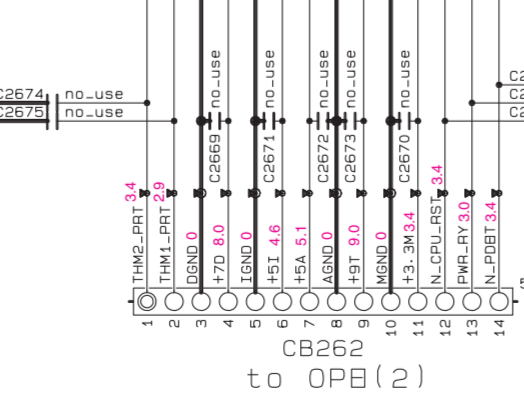 C2674
no_use
C2675
no_use
C2669 no_use
C2671 no_use
C2672 no_use
C2673
C2670 no_use
THM2_PRT 3.4
THM1_PRT 2.9
DGND 0
+7D 8.0
IGND 0
+5I 4.6
+5A 5.1
AGND 0
+9T 9.0
MGND 0
+3.3M 3.4
N_CPU_RST 3.4
PWR_RY 3.0
N_PDBT 3.4
1 2 3 4 5 6 7 8 9 10 11 12 13 14
CB262
to OPB(2)